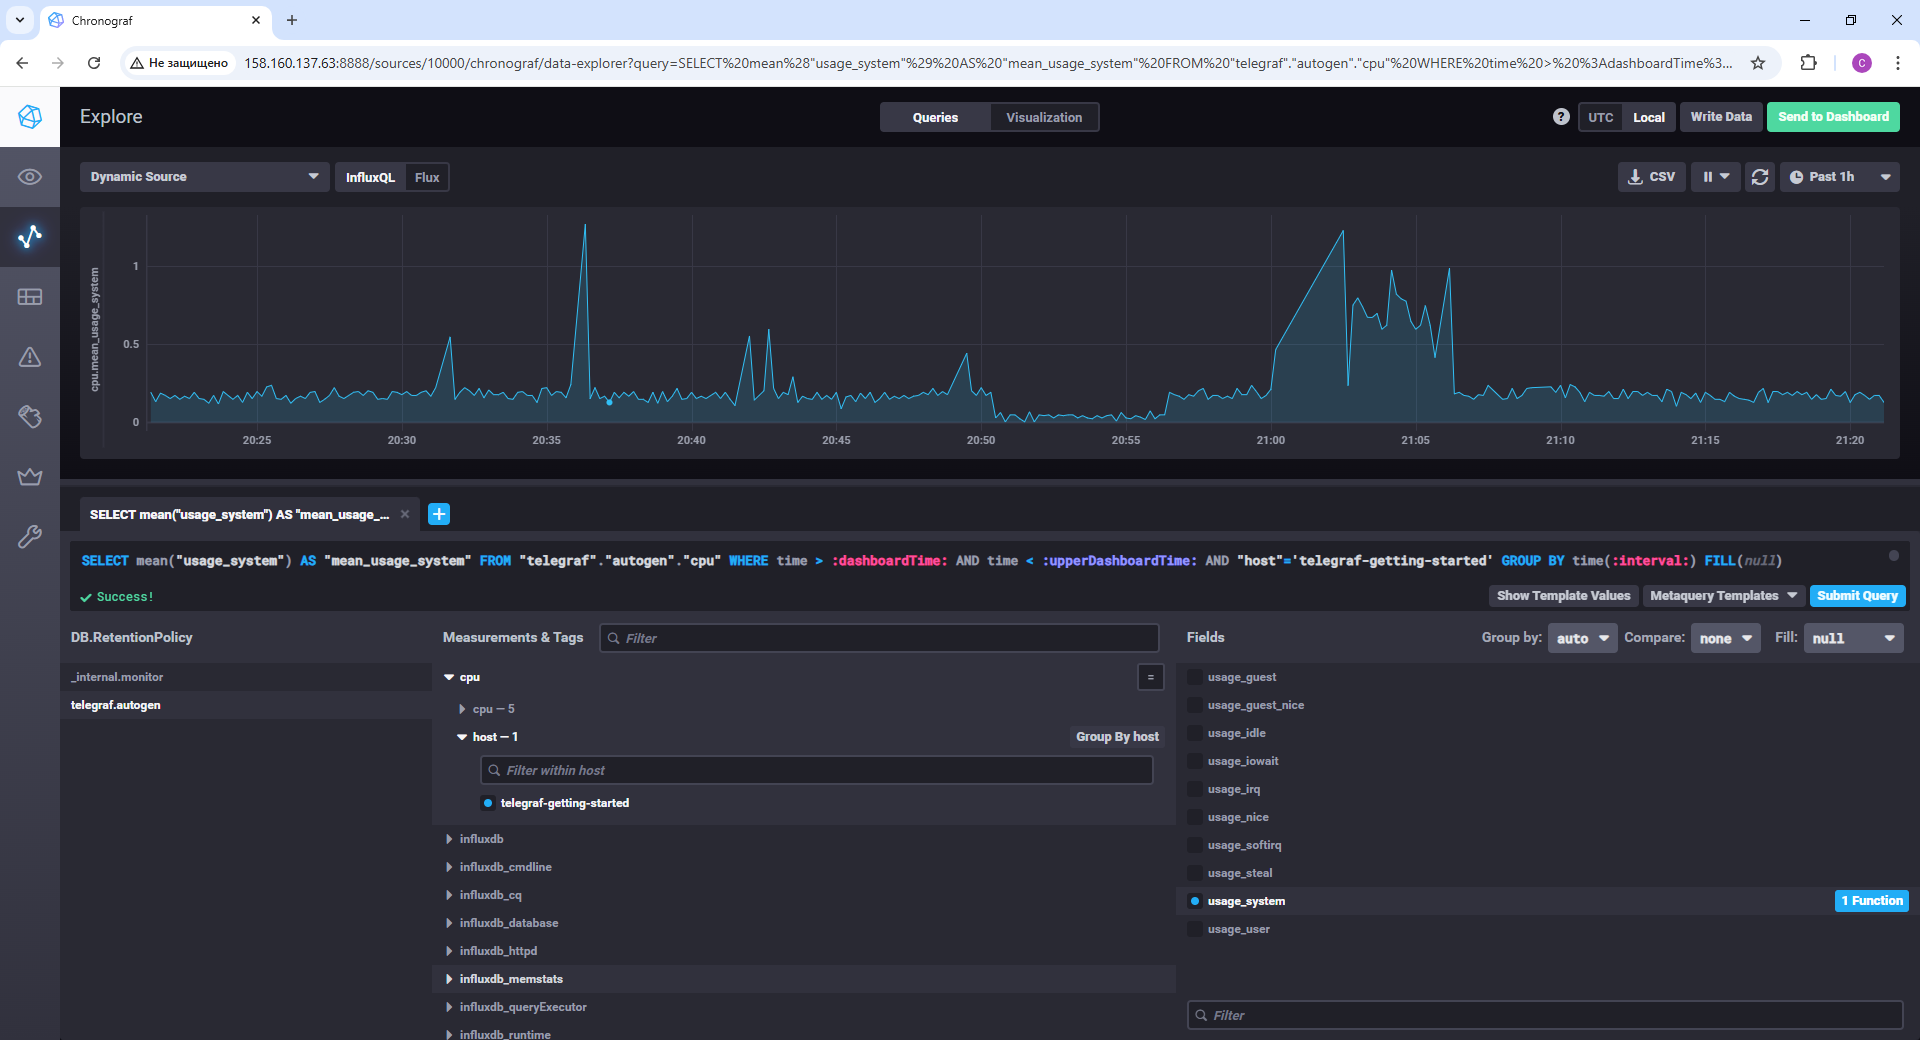 Chronograf
Не защищено
158.160.137.63:8888/sources/10000/chronograf/data-explorer?query=SELECT%20mean%28"usage_system"%29%20AS%20"mean_usage_system"%20FROM%20"telegraf"."autogen"."cpu"%20WHERE%20time%20>%20%3AdashboardTime%3...
C
Explore
Queries
Visualization
?
UTC
Local
Write Data
Send to Dashboard
Dynamic Source
InfluxQL
Flux
CSV
Past 1h
cpu.mean_usage_system
1
0.5
0
20:25
20:30
20:35
20:40
20:45
20:50
20:55
21:00
21:05
21:10
21:15
21:20
SELECT mean("usage_system") AS "mean_usage_...
SELECT mean("usage_system") AS "mean_usage_system" FROM "telegraf"."autogen"."cpu" WHERE time > :dashboardTime: AND time < :upperDashboardTime: AND "host"='telegraf-getting-started' GROUP BY time(:interval:) FILL(null)
Success!
Show Template Values
Metaquery Templates
Submit Query
DB.RetentionPolicy
_internal.monitor
telegraf.autogen
Measurements & Tags
Filter
cpu
=
cpu — 5
host — 1
Group By host
Filter within host
telegraf-getting-started
influxdb
influxdb_cmdline
influxdb_cq
influxdb_database
influxdb_httpd
influxdb_memstats
influxdb_queryExecutor
influxdb_runtime
Fields
Group by:
auto
Compare:
none
Fill:
null
usage_guest
usage_guest_nice
usage_idle
usage_iowait
usage_irq
usage_nice
usage_softirq
usage_steal
usage_system
1 Function
usage_user
Filter